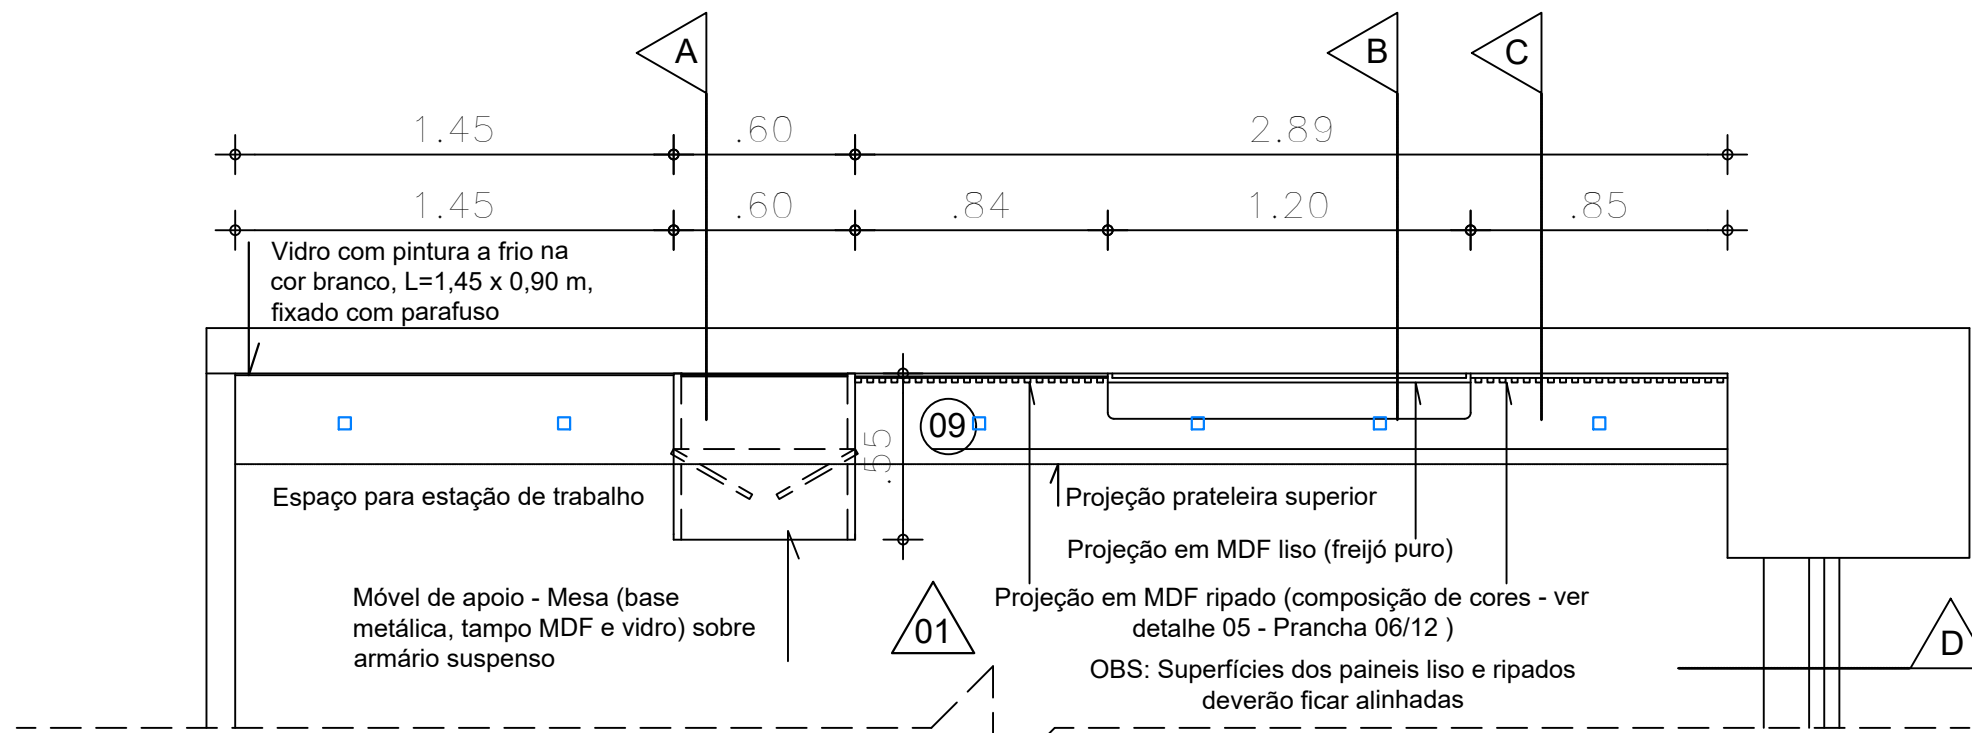 A
B
C
1.45
.60
2.89
1.45
.60
.84
1.20
.85
Vidro com pintura a frio na
cor branco, L=1,45 x 0,90 m,
fixado com parafuso
09
.55
Espaço para estação de trabalho
Projeção prateleira superior
Projeção em MDF liso (freijó puro)
Móvel de apoio - Mesa (base
metálica, tampo MDF e vidro) sobre
armário suspenso
01
Projeção em MDF ripado (composição de cores - ver
detalhe 05 - Prancha 06/12 )
OBS: Superfícies dos paineis liso e ripados
deverão ficar alinhadas
D